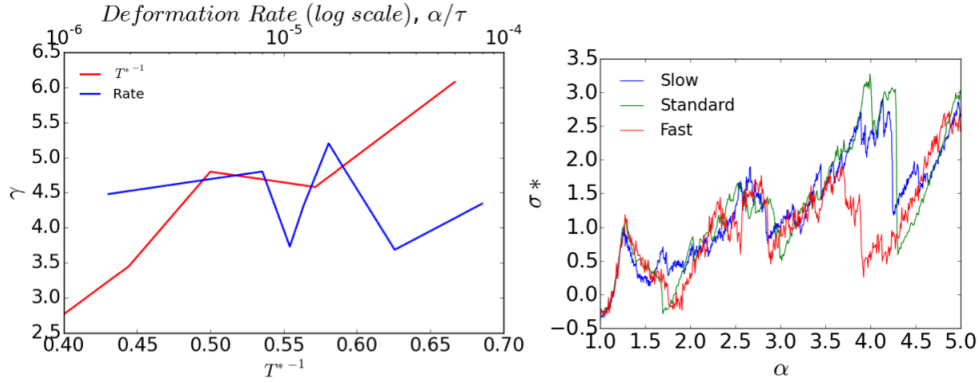 Deformation Rate (log scale), α/τ
10⁻⁶ 10⁻⁵ 10⁻⁴
6.5
6.0
5.5
5.0
4.5
4.0
3.5
3.0
2.5
γ
T*⁻¹
Rate
0.40 0.45 0.50 0.55 0.60 0.65 0.70
T*⁻¹
3.5
3.0
2.5
2.0
1.5
1.0
0.5
0.0
−0.5
σ*
Slow
Standard
Fast
1.0 1.5 2.0 2.5 3.0 3.5 4.0 4.5 5.0
α